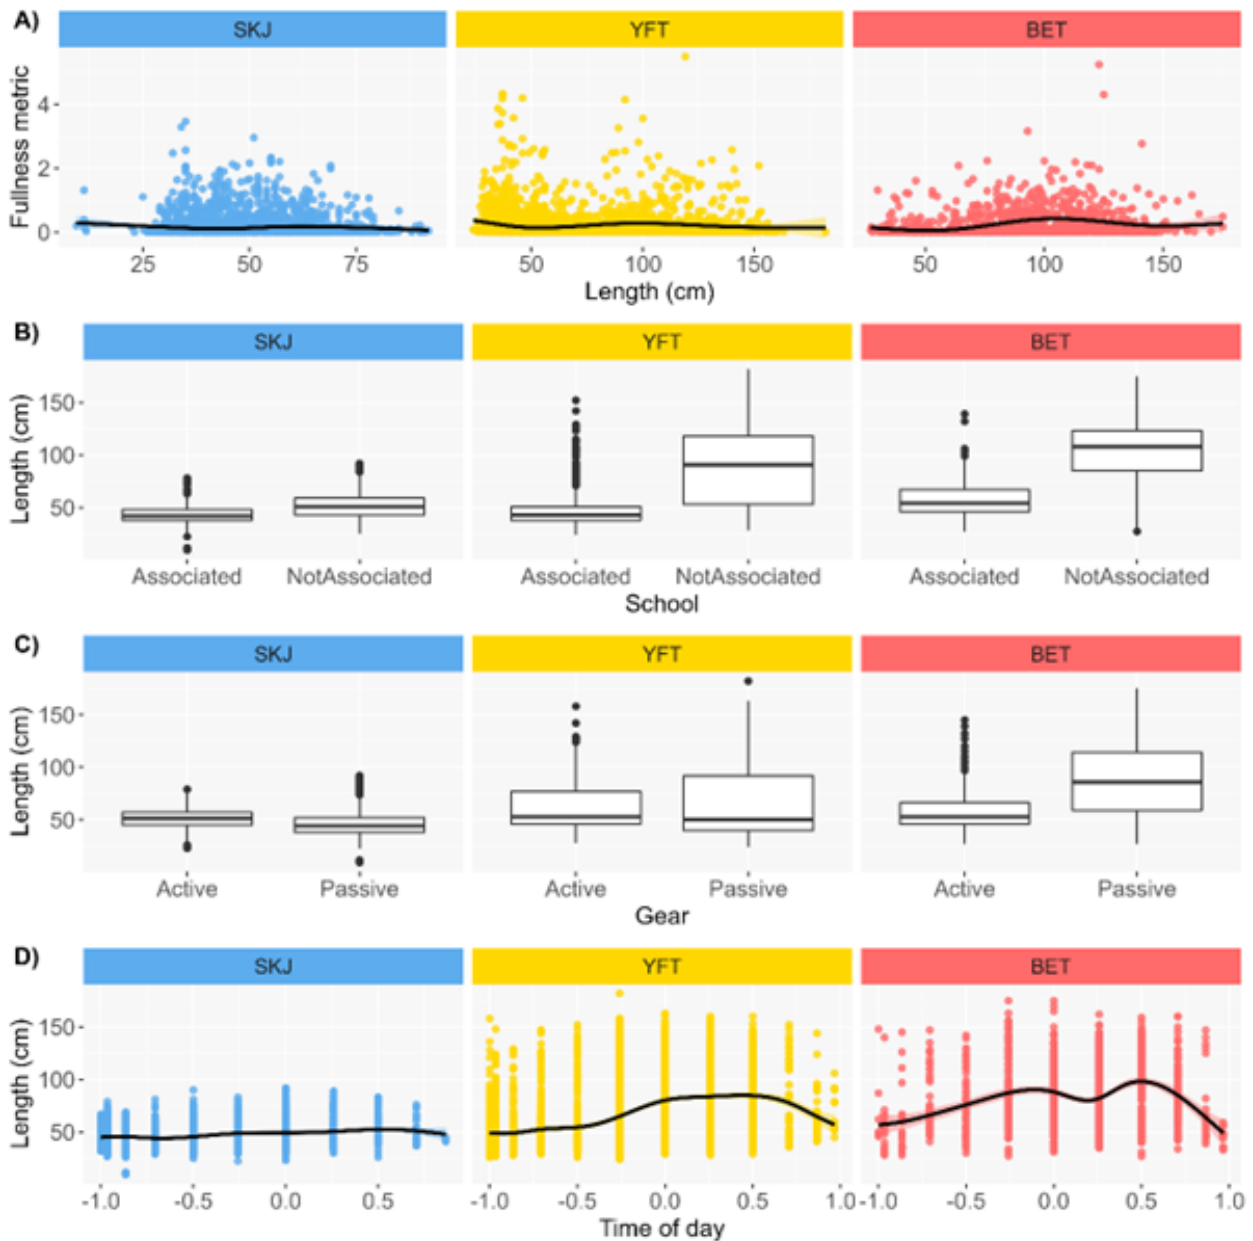 A)
SKJ YFT BET
Fullness metric
4
2
0
25 50 75 50 100 150 50 100 150
Length (cm)
B)
SKJ YFT BET
Length (cm)
150
100
50
Associated NotAssociated Associated NotAssociated Associated NotAssociated
School
C)
SKJ YFT BET
Length (cm)
150
100
50
Active Passive Active Passive Active Passive
Gear
D)
SKJ YFT BET
Length (cm)
150
100
50
-1.0 -0.5 0.0 0.5 -1.0 -0.5 0.0 0.5 1.0 -1.0 -0.5 0.0 0.5 1.0
Time of day